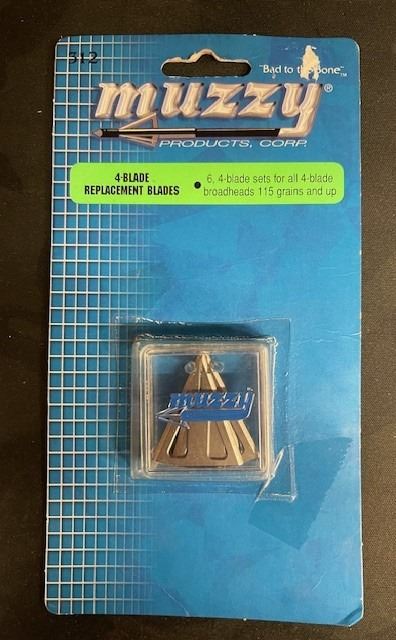 312
"Bad to the Bone"™
muzzy®
PRODUCTS, CORP.
4-BLADE
REPLACEMENT BLADES
• 6, 4-blade sets for all 4-blade
broadheads 115 grains and up
muzzy